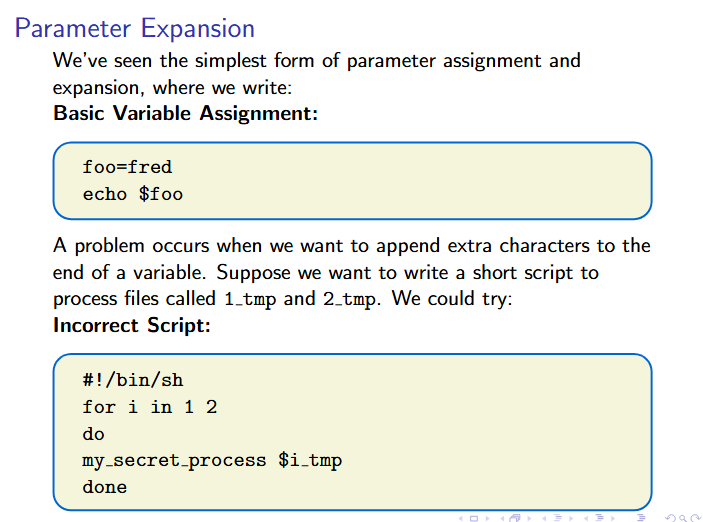 Parameter Expansion
We've seen the simplest form of parameter assignment and
expansion, where we write:
Basic Variable Assignment:
foo=fred
echo $foo
A problem occurs when we want to append extra characters to the
end of a variable. Suppose we want to write a short script to
process files called 1_tmp and 2_tmp. We could try:
Incorrect Script:
#!/bin/sh
for i in 1 2
do
my_secret_process $i_tmp
done